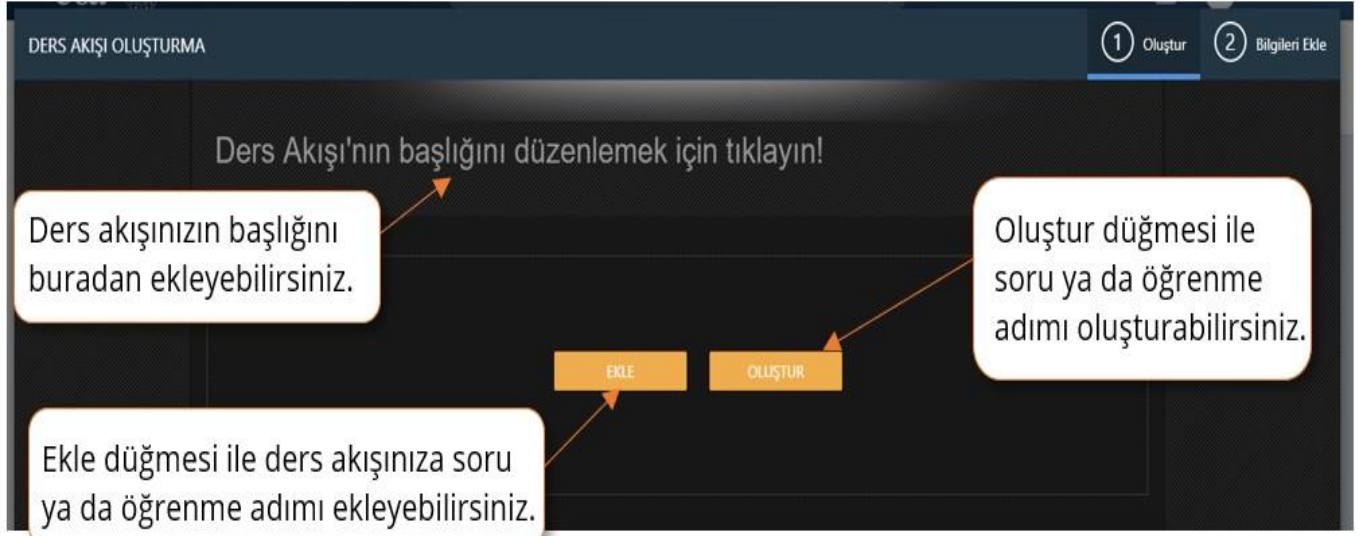 DERS AKIŞI OLUŞTURMA
1 Oluştur
2 Bilgileri Ekle
Ders Akışı'nın başlığını düzenlemek için tıklayın!
Ders akışınızın başlığını
buradan ekleyebilirsiniz.
Oluştur düğmesi ile
soru ya da öğrenme
adımı oluşturabilirsiniz.
EKLE
OLUŞTUR
Ekle düğmesi ile ders akışınıza soru
ya da öğrenme adımı ekleyebilirsiniz.